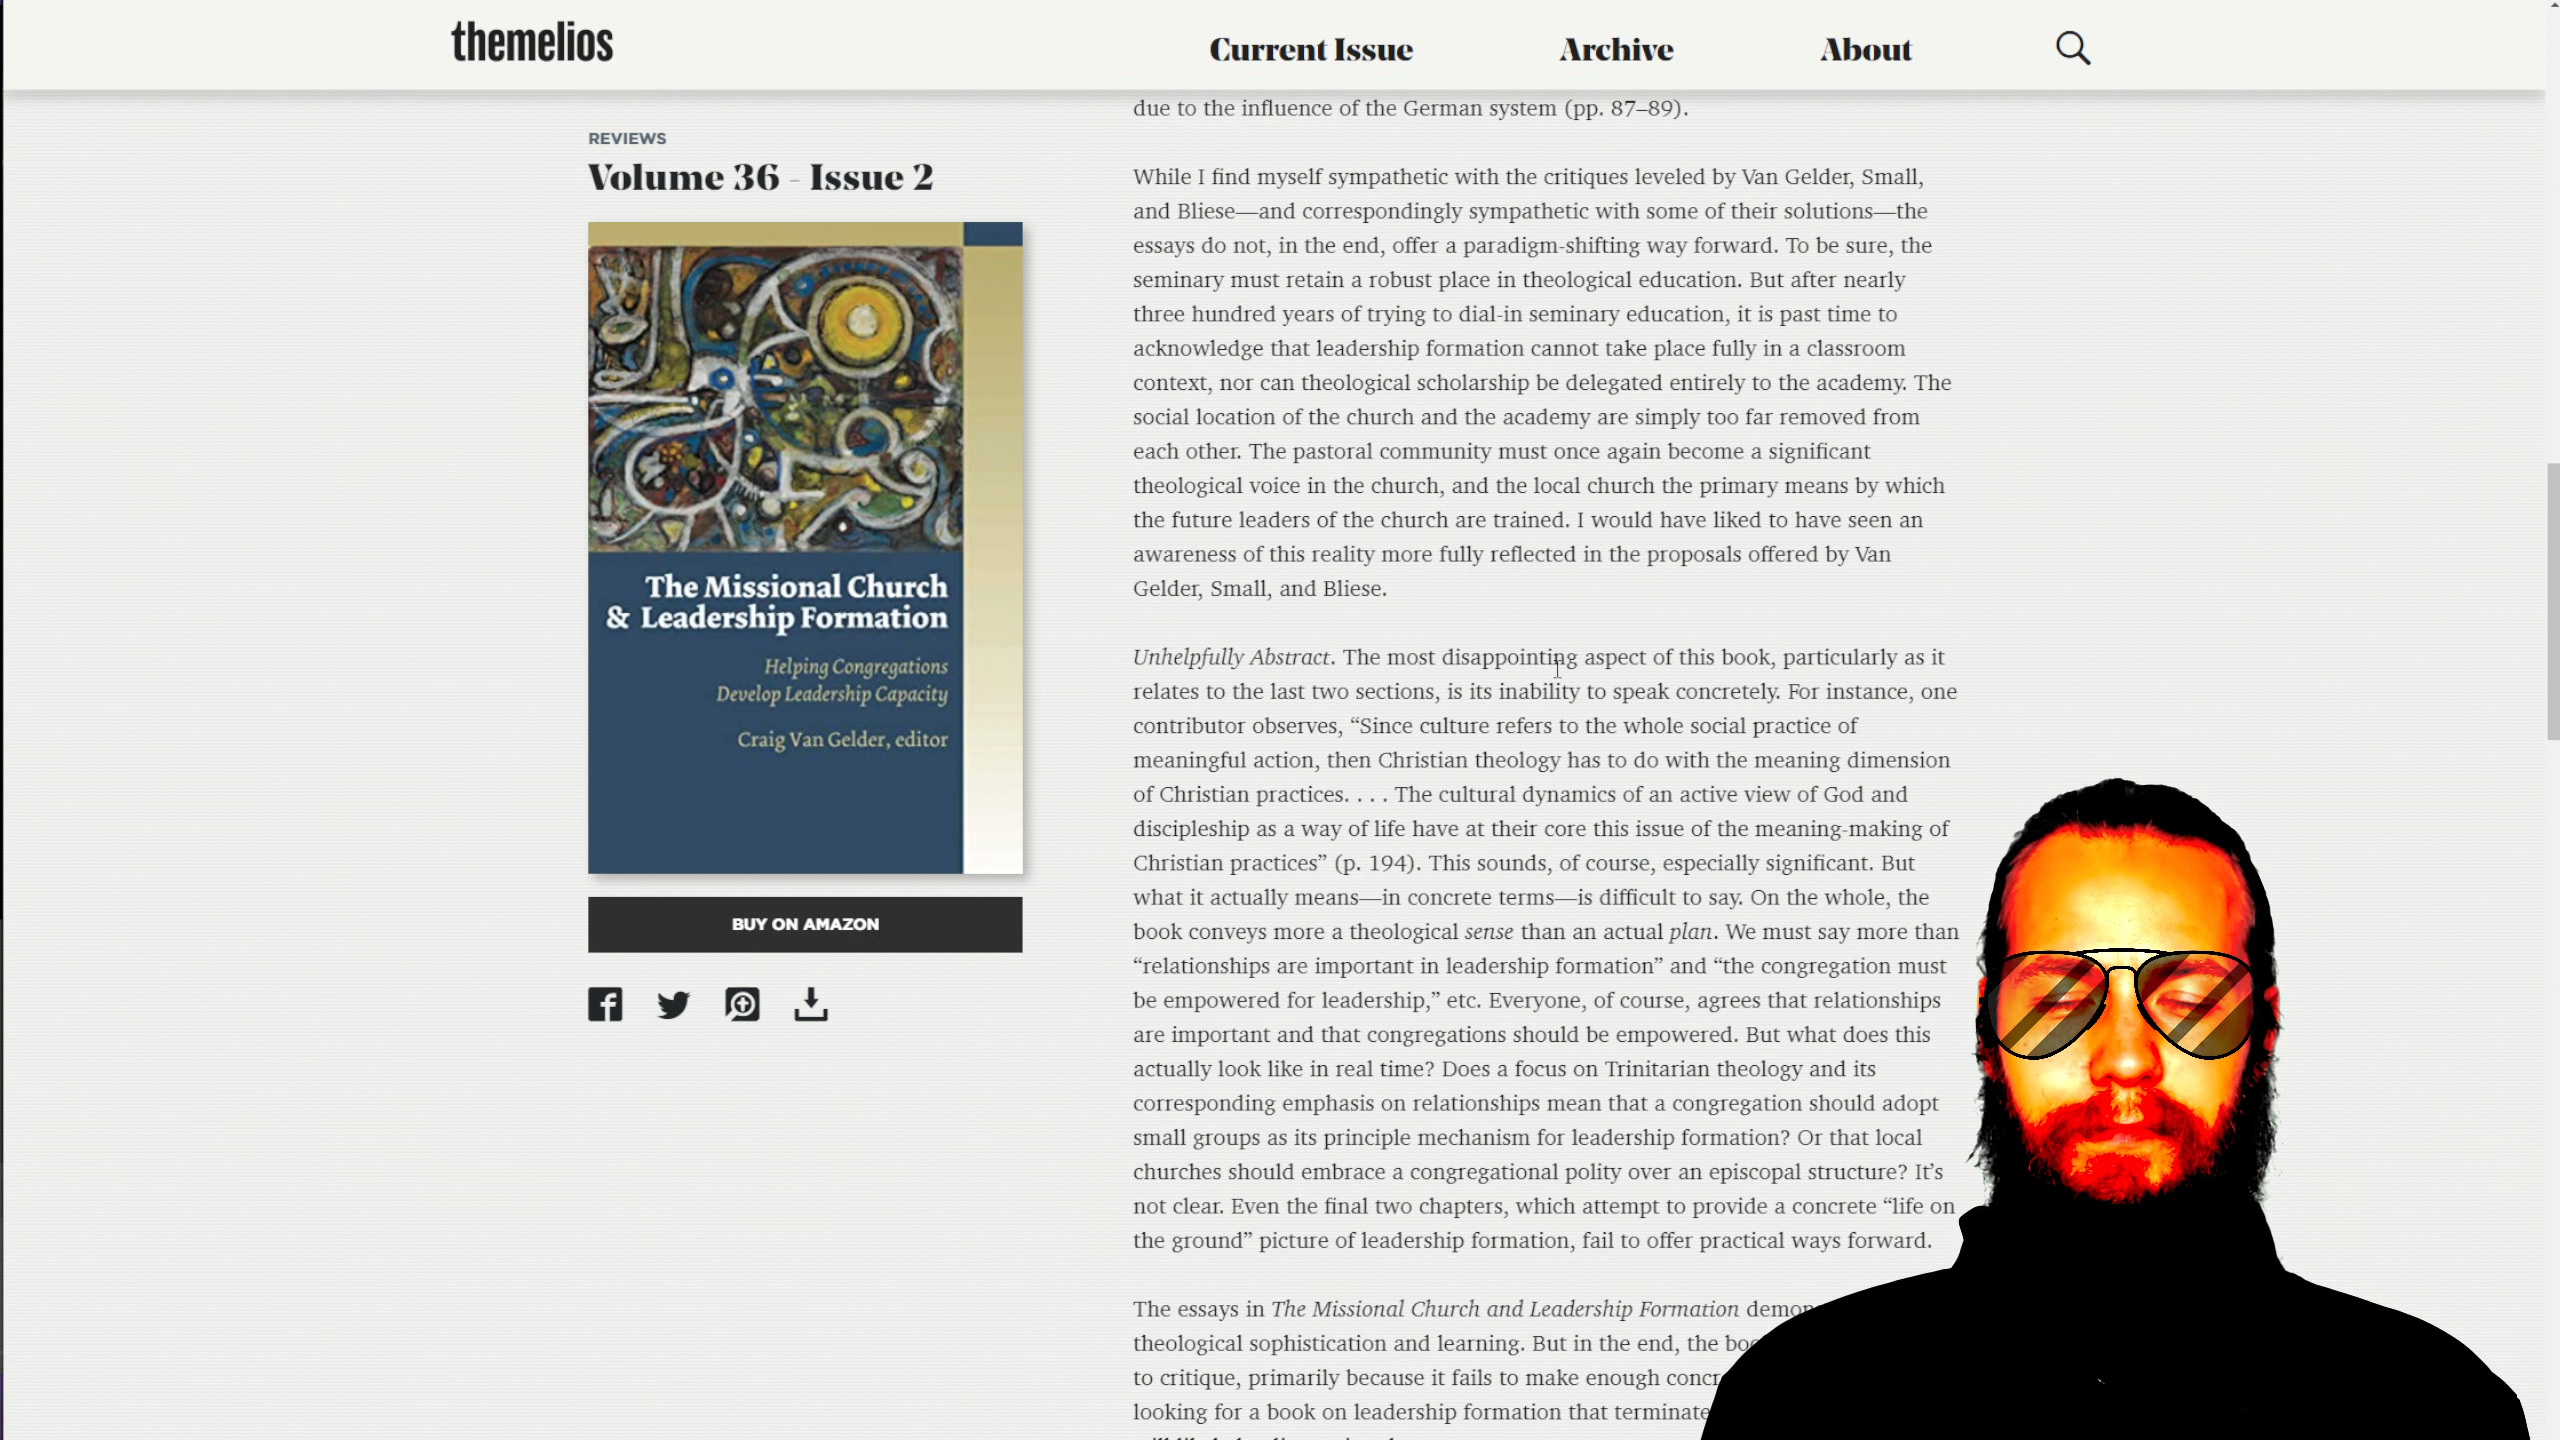 themelios
Current Issue
Archive
About
REVIEWS
Volume 36 - Issue 2
The Missional Church
& Leadership Formation
Helping Congregations
Develop Leadership Capacity
Craig Van Gelder, editor
BUY ON AMAZON
due to the influence of the German system (pp. 87–89).
While I find myself sympathetic with the critiques leveled by Van Gelder, Small,
and Bliese—and correspondingly sympathetic with some of their solutions—the
essays do not, in the end, offer a paradigm-shifting way forward. To be sure, the
seminary must retain a robust place in theological education. But after nearly
three hundred years of trying to dial-in seminary education, it is past time to
acknowledge that leadership formation cannot take place fully in a classroom
context, nor can theological scholarship be delegated entirely to the academy. The
social location of the church and the academy are simply too far removed from
each other. The pastoral community must once again become a significant
theological voice in the church, and the local church the primary means by which
the future leaders of the church are trained. I would have liked to have seen an
awareness of this reality more fully reflected in the proposals offered by Van
Gelder, Small, and Bliese.
Unhelpfully Abstract. The most disappointing aspect of this book, particularly as it
relates to the last two sections, is its inability to speak concretely. For instance, one
contributor observes, “Since culture refers to the whole social practice of
meaningful action, then Christian theology has to do with the meaning dimension
of Christian practices. . . . The cultural dynamics of an active view of God and
discipleship as a way of life have at their core this issue of the meaning-making of
Christian practices” (p. 194). This sounds, of course, especially significant. But
what it actually means—in concrete terms—is difficult to say. On the whole, the
book conveys more a theological sense than an actual plan. We must say more than
“relationships are important in leadership formation” and “the congregation must
be empowered for leadership,” etc. Everyone, of course, agrees that relationships
are important and that congregations should be empowered. But what does this
actually look like in real time? Does a focus on Trinitarian theology and its
corresponding emphasis on relationships mean that a congregation should adopt
small groups as its principle mechanism for leadership formation? Or that local
churches should embrace a congregational polity over an episcopal structure? It’s
not clear. Even the final two chapters, which attempt to provide a concrete “life on
the ground” picture of leadership formation, fail to offer practical ways forward.
The essays in The Missional Church and Leadership Formation
theological sophistication and learning. But in the end, the
to critique, primarily because it fails to make enough
looking for a book on leadership formation that